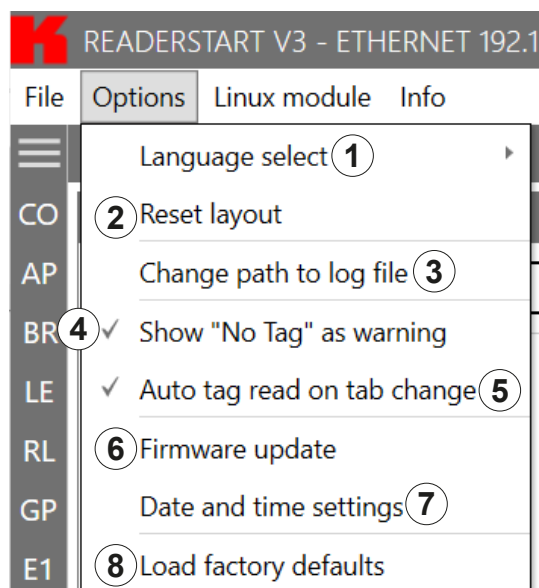 READERSTART V3 - ETHERNET 192.1
File Options Linux module Info
Language select 1
CO 2 Reset layout
AP Change path to log file 3
BR 4 ✓ Show "No Tag" as warning
LE ✓ Auto tag read on tab change 5
RL 6 Firmware update
GP Date and time settings 7
E1 8 Load factory defaults